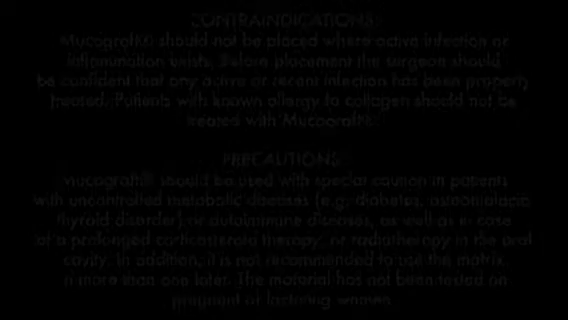 CONTRAINDICATIONS:
Mucograft® should not be placed where active infection or
inflammation exists. Before placement the surgeon should
be confident that any active or recent infection has been properly
treated. Patients with known allergy to collagen should not be
treated with Mucograft®.
PRECAUTIONS:
Mucograft® should be used with special caution in patients
with uncontrolled metabolic diseases (e.g. diabetes, osteomalacia,
thyroid disorder) or autoimmune diseases, as well as in case
of a prolonged corticosteroid therapy, or radiotherapy in the oral
cavity. In addition, it is not recommended to use the matrix
in more than one layer. The material has not been tested on
pregnant or lactating women.